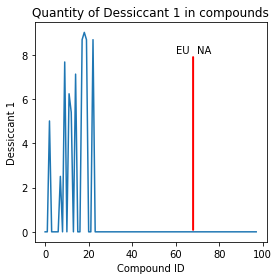 Quantity of Dessiccant 1 in compounds
8
6
4
2
0
Dessiccant 1
EU NA
0 20 40 60 80 100
Compound ID